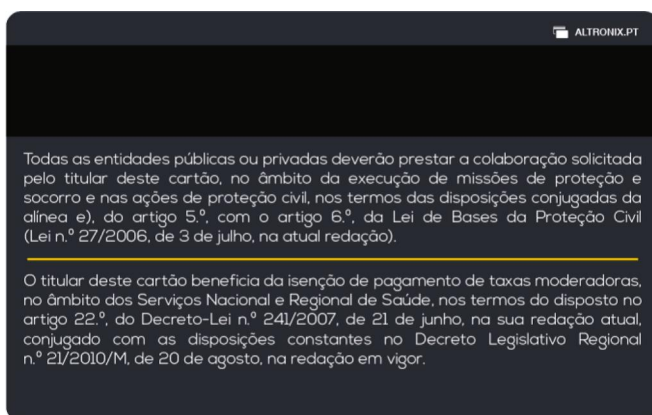 ALTRONIX.PT
Todas as entidades públicas ou privadas deverão prestar a colaboração solicitada
pelo titular deste cartão, no âmbito da execução de missões de proteção e
socorro e nas ações de proteção civil, nos termos das disposições conjugadas da
alínea e), do artigo 5.º, com o artigo 6.º, da Lei de Bases da Proteção Civil
(Lei n.º 27/2006, de 3 de julho, na atual redação).
O titular deste cartão beneficia da isenção de pagamento de taxas moderadoras,
no âmbito dos Serviços Nacional e Regional de Saúde, nos termos do disposto no
artigo 22.º, do Decreto-Lei n.º 241/2007, de 21 de junho, na sua redação atual,
conjugado com as disposições constantes no Decreto Legislativo Regional
n.º 21/2010/M, de 20 de agosto, na redação em vigor.